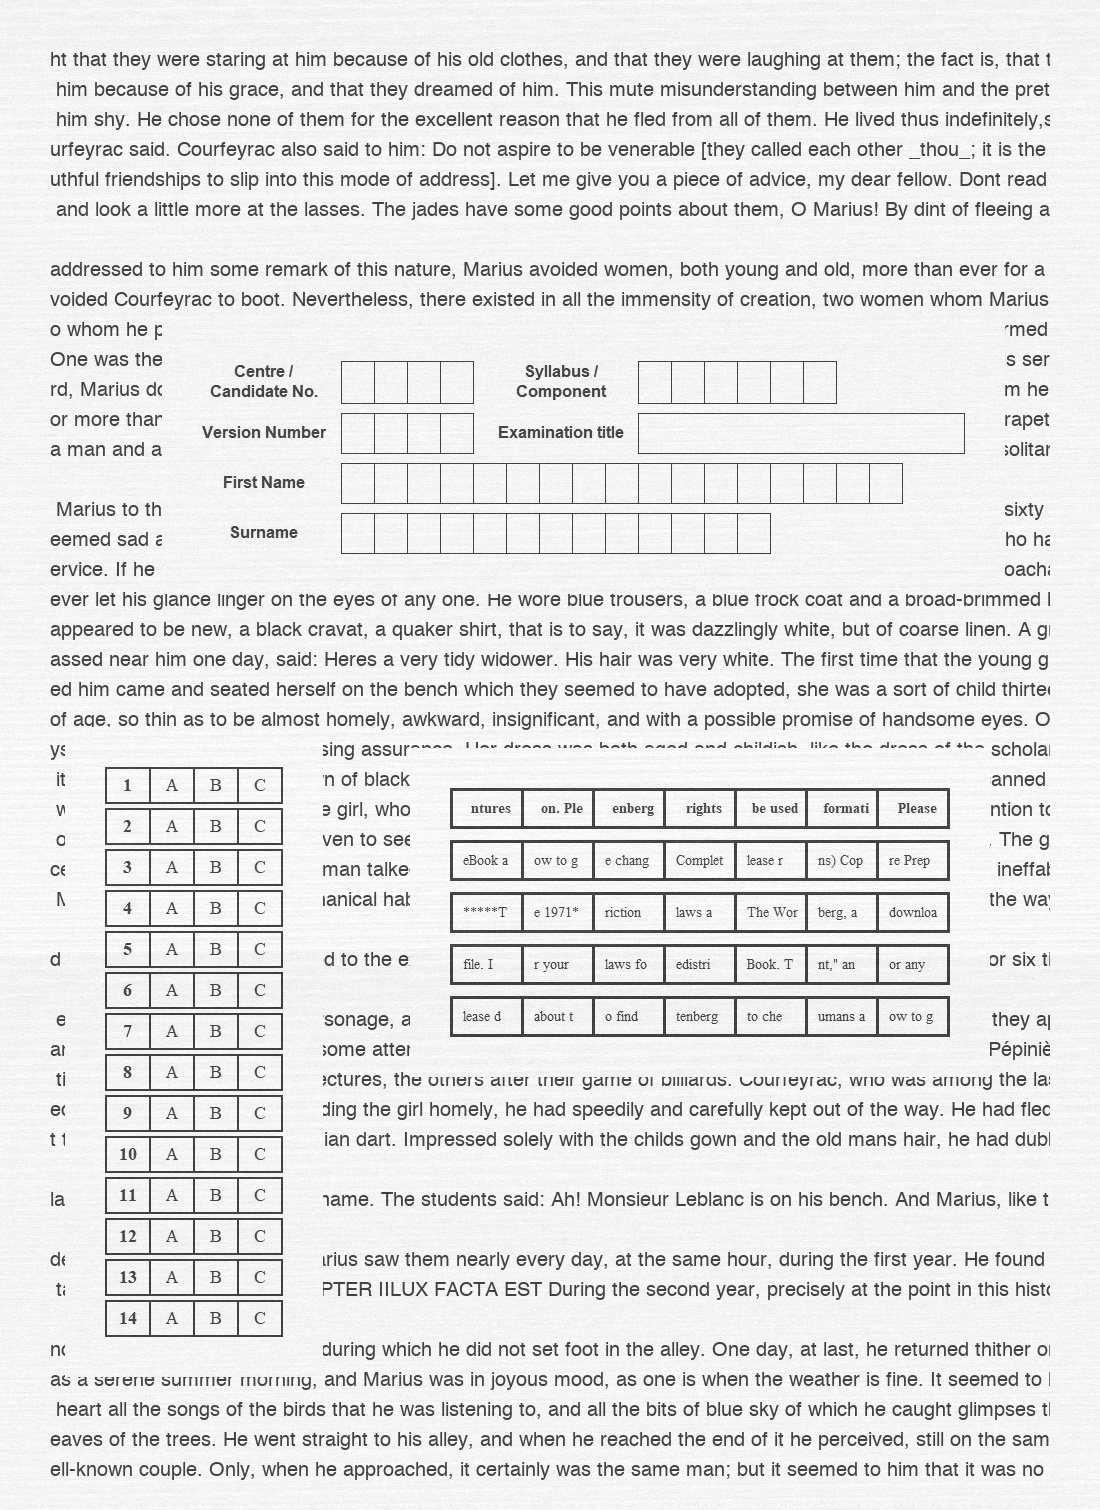 ht that they were staring at him because of his old clothes, and that they were laughing at them; the fact is, that
him because of his grace, and that they dreamed of him. This mute misunderstanding between him and the pret
him shy. He chose none of them for the excellent reason that he fled from all of them. He lived thus indefinitely,s
urfeyrac said. Courfeyrac also said to him: Do not aspire to be venerable [they called each other _thou_; it is the
uthful friendships to slip into this mode of address]. Let me give you a piece of advice, my dear fellow. Dont read
and look a little more at the lasses. The jades have some good points about them, O Marius! By dint of fleeing a
addressed to him some remark of this nature, Marius avoided women, both young and old, more than ever for a
voided Courfeyrac to boot. Nevertheless, there existed in all the immensity of creation, two women whom Marius
o whom he p rmed
One was the s ser
rd, Marius do m he
or more than rapet
a man and a solitar
Marius to th sixty
eemed sad a ho ha
ervice. If he oacha
Centre / Candidate No. Syllabus / Component
Version Number Examination title
First Name
Surname
ever let his glance linger on the eyes of any one. He wore blue trousers, a blue frock coat and a broad-brimmed
appeared to be new, a black cravat, a quaker shirt, that is to say, it was dazzlingly white, but of coarse linen. A gr
assed near him one day, said: Heres a very tidy widower. His hair was very white. The first time that the young g
ed him came and seated herself on the bench which they seemed to have adopted, she was a sort of child thirtee
of age, so thin as to be almost homely, awkward, insignificant, and with a possible promise of handsome eyes. O
ys sing assurance. Her dress was both aged and childish, like the dress of the scholar
it n of black anned
w e girl, who ntion to
o ven to see . The g
ce man talke ineffab
M anical hab the way
d d to the e or six ti
e rsonage, a they ap
an some atter Pépiniè
ti ectures, the others after their game of billiards. Courfeyrac, who was among the las
ed ding the girl homely, he had speedily and carefully kept out of the way. He had fled
t t ian dart. Impressed solely with the childs gown and the old mans hair, he had dubb
la name. The students said: Ah! Monsieur Leblanc is on his bench. And Marius, like t
de arius saw them nearly every day, at the same hour, during the first year. He found
ta PTER IILUX FACTA EST During the second year, precisely at the point in this histo
no during which he did not set foot in the alley. One day, at last, he returned thither o
1 A B C
2 A B C
3 A B C
4 A B C
5 A B C
6 A B C
7 A B C
8 A B C
9 A B C
10 A B C
11 A B C
12 A B C
13 A B C
14 A B C
ntures on. Ple enberg rights be used formati Please
eBook a ow to g e chang Complet lease r ns) Cop re Prep
*****T e 1971* riction laws a The Wor berg, a downloa
file. I r your laws fo edistri Book. T nt," an or any
lease d about t o find tenberg to che umans a ow to g
as a serene summer morning, and Marius was in joyous mood, as one is when the weather is fine. It seemed to
heart all the songs of the birds that he was listening to, and all the bits of blue sky of which he caught glimpses t
eaves of the trees. He went straight to his alley, and when he reached the end of it he perceived, still on the sam
ell-known couple. Only, when he approached, it certainly was the same man; but it seemed to him that it was no